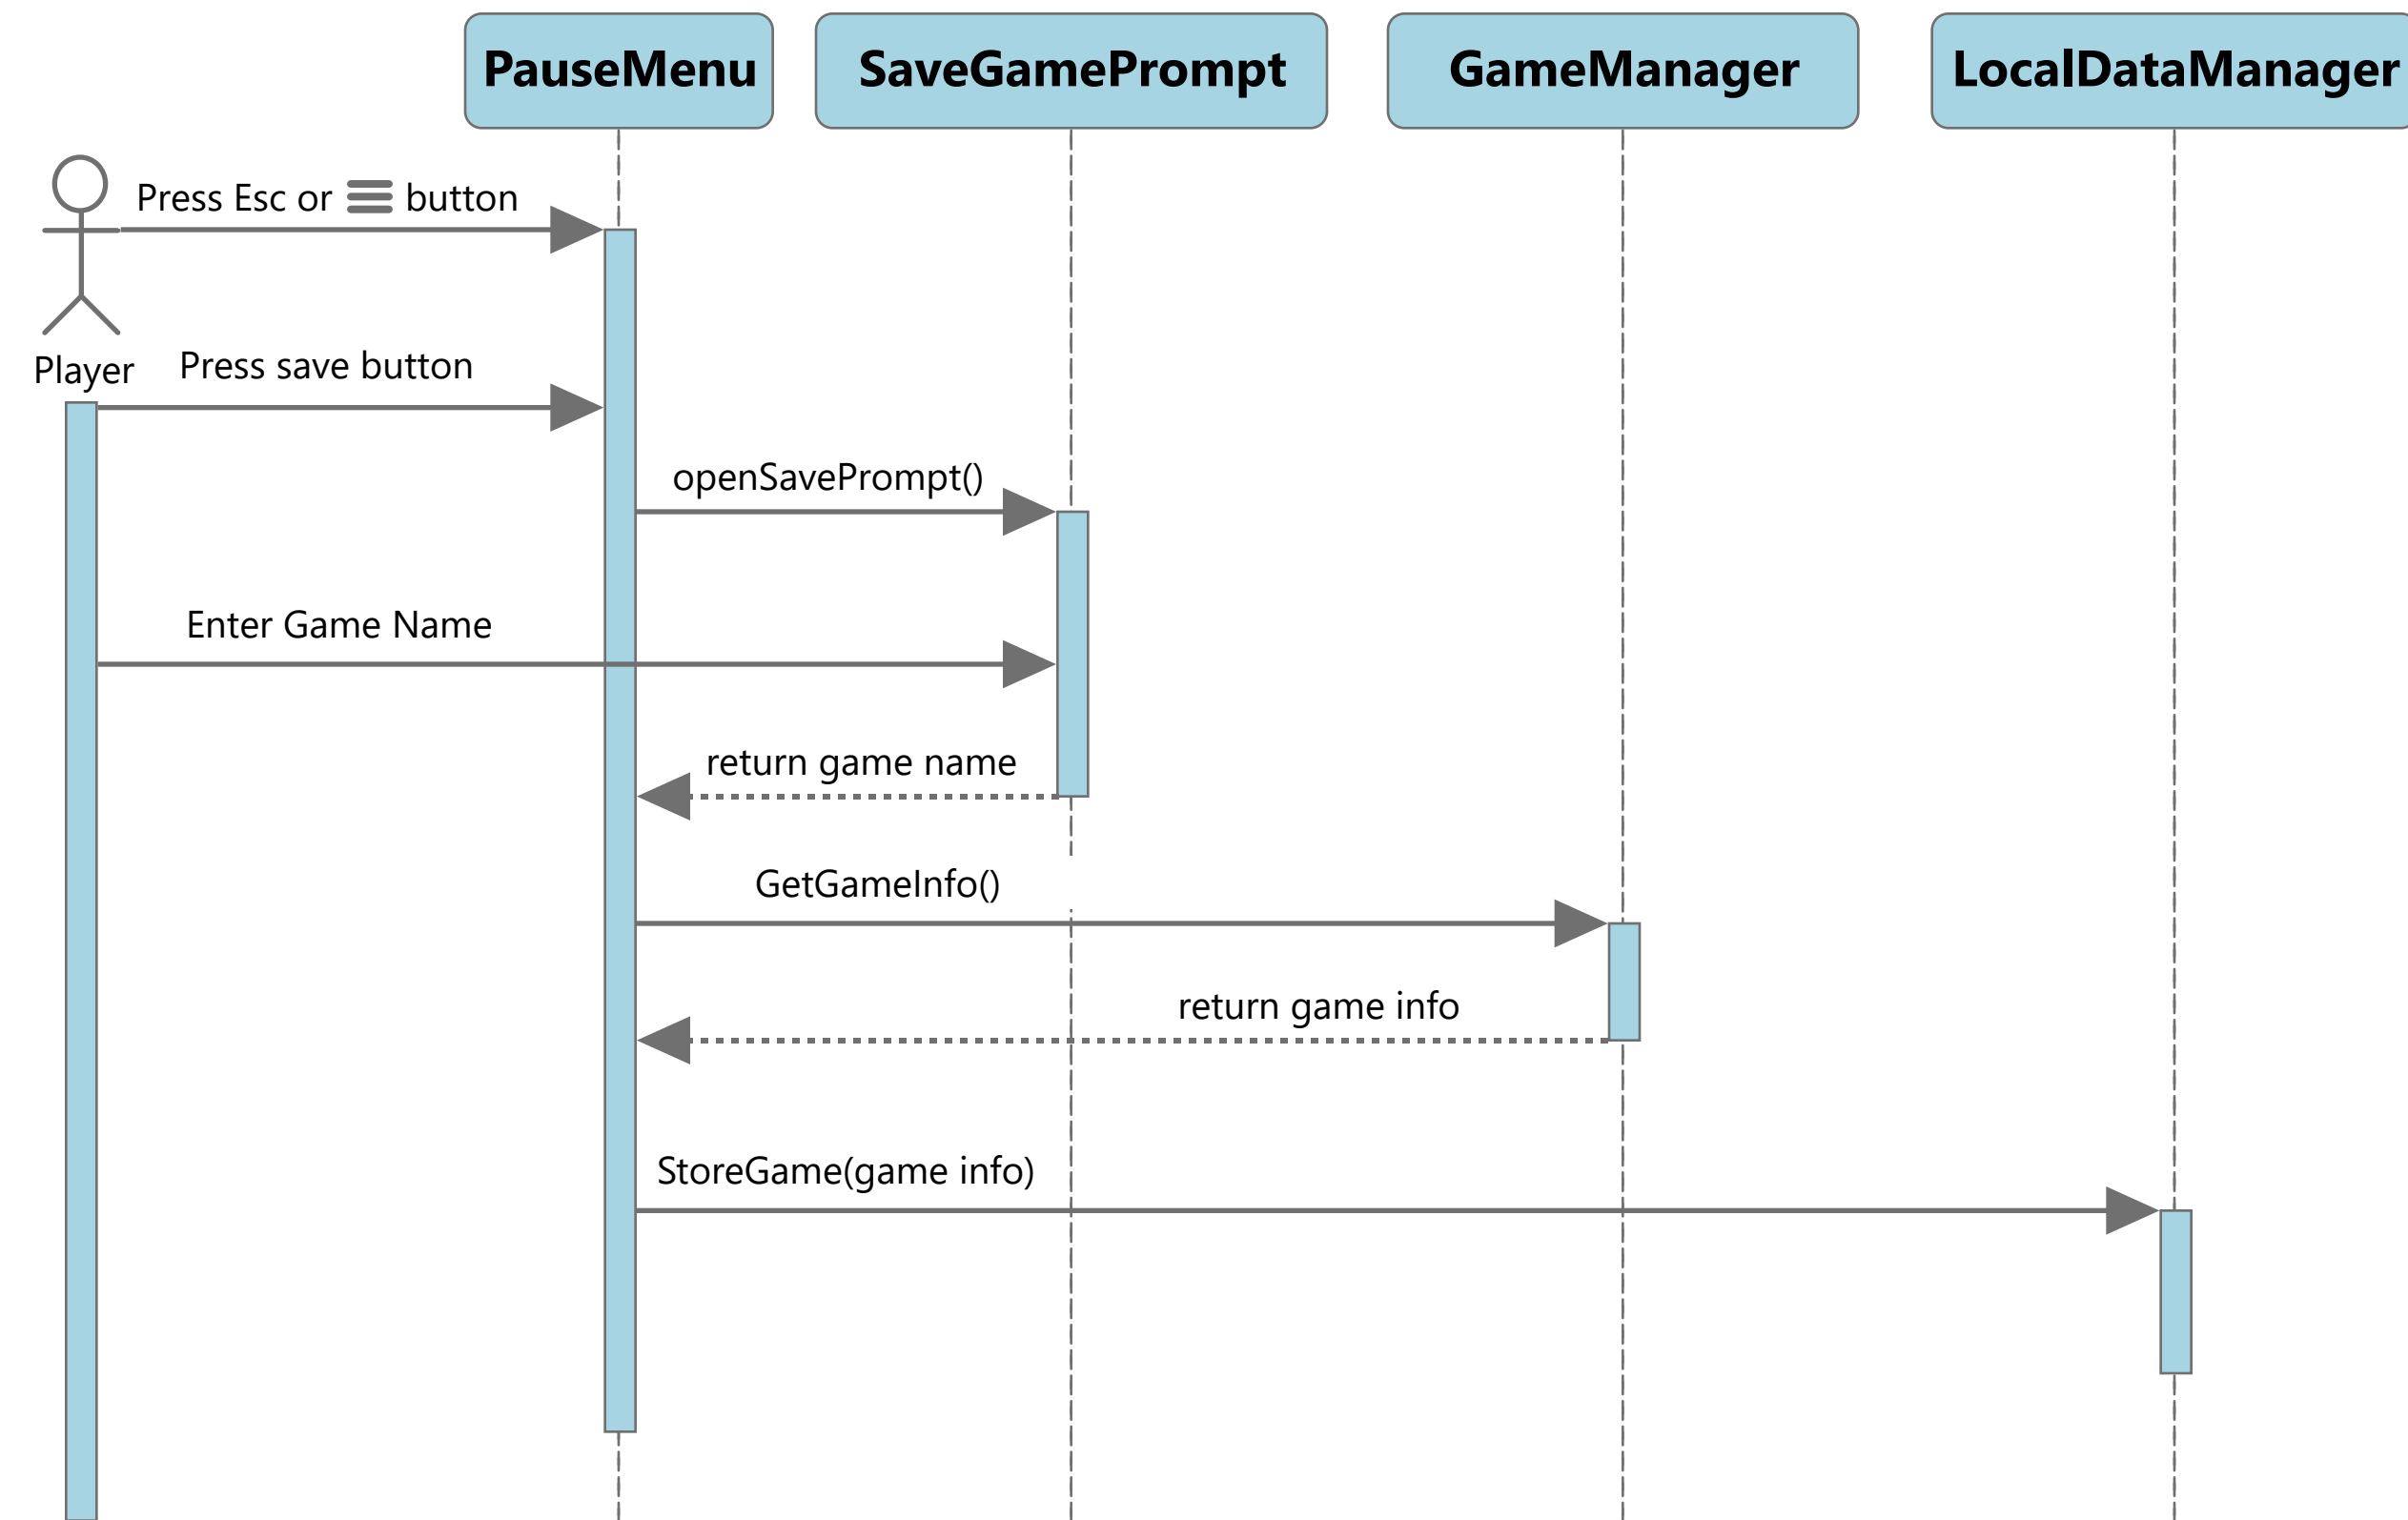 PauseMenu
SaveGamePrompt
GameManager
LocalDataManager
Press Esc or button
Player
Press save button
openSavePrompt()
Enter Game Name
return game name
GetGameInfo()
return game info
StoreGame(game info)